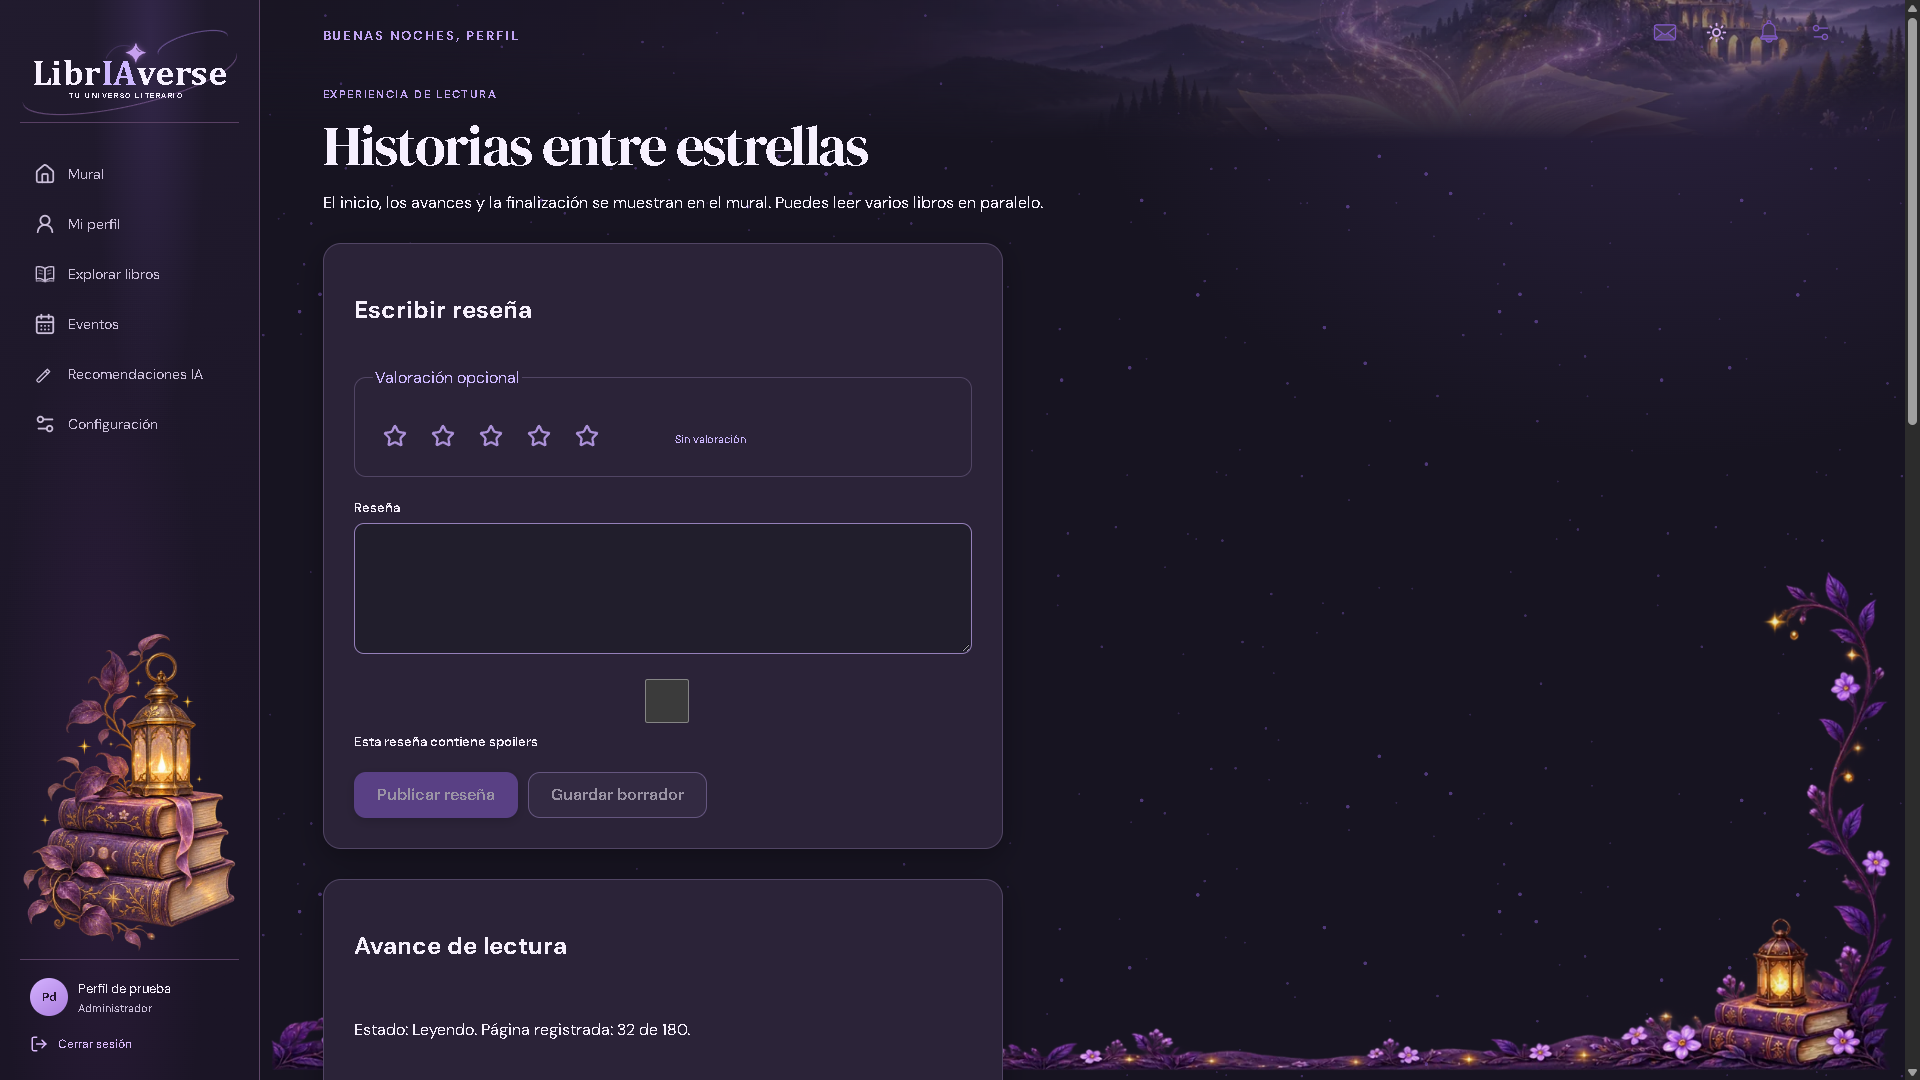 LibrIAverse
TU UNIVERSO LITERARIO
Mural
Mi perfil
Explorar libros
Eventos
Recomendaciones IA
Configuración
Pd
Perfil de prueba
Administrador
Cerrar sesión
BUENAS NOCHES, PERFIL
EXPERIENCIA DE LECTURA
Historias entre estrellas
El inicio, los avances y la finalización se muestran en el mural. Puedes leer varios libros en paralelo.
Escribir reseña
Valoración opcional
Sin valoración
Reseña
Esta reseña contiene spoilers
Publicar reseña
Guardar borrador
Avance de lectura
Estado: Leyendo. Página registrada: 32 de 180.